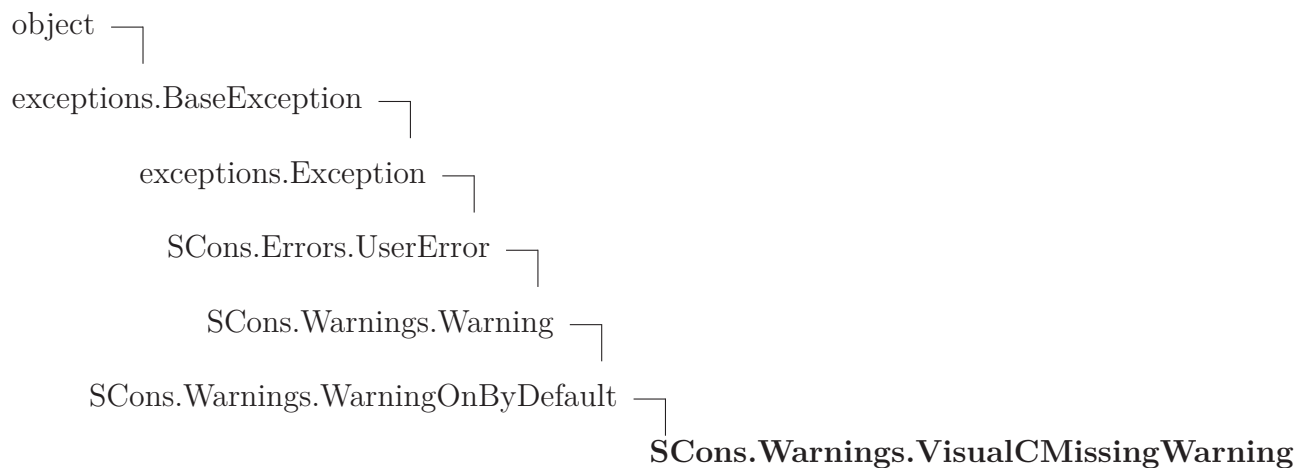 object
exceptions.BaseException
exceptions.Exception
SCons.Errors.UserError
SCons.Warnings.Warning
SCons.Warnings.WarningOnByDefault
SCons.Warnings.VisualCMissingWarning